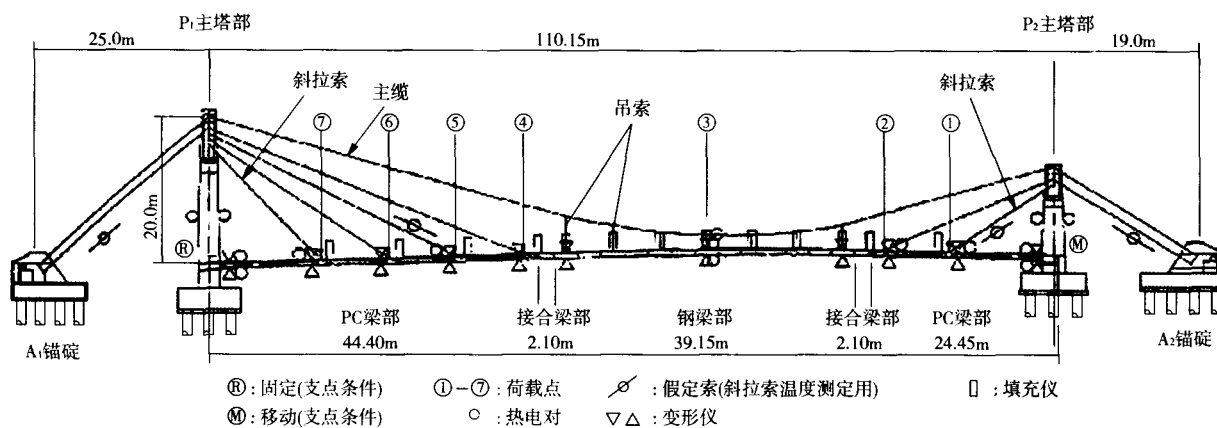 P₁主塔部
P₂主塔部
25.0m
110.15m
19.0m
斜拉索
主缆
吊索
斜拉索
⑦
⑥
⑤
④
③
②
①
20.0m
Ⓡ
Ⓜ
PC梁部
接合梁部
钢梁部
接合梁部
PC梁部
A₁锚碇
44.40m
2.10m
39.15m
2.10m
24.45m
A₂锚碇
Ⓡ:固定(支点条件)
①-⑦:荷载点
:假定索(斜拉索温度测定用)
:填充仪
Ⓜ:移动(支点条件)
:热电对
:变形仪